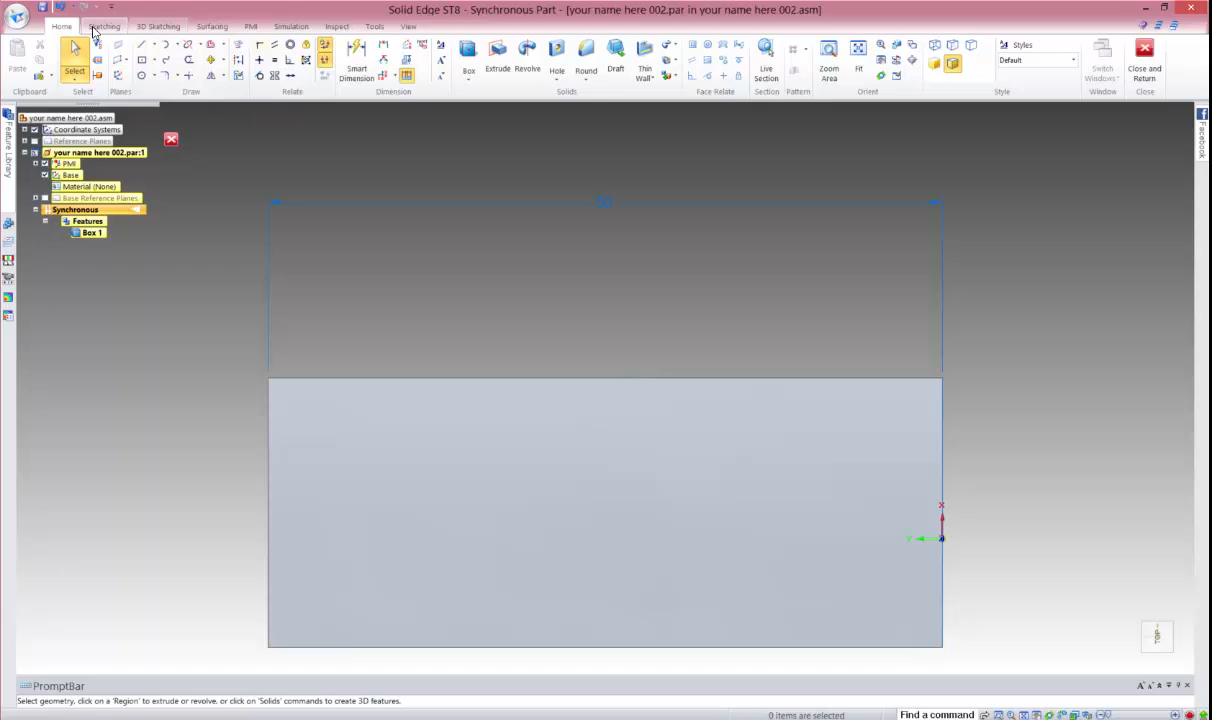 Solid Edge ST8 - Synchronous Part - [your name here 002.par in your name here 002.asm]
Home Sketching 3D Sketching Surfacing PMI Simulation Inspect Tools View
Paste Select Smart Dimension Box Extrude Revolve Hole Round Draft Thin Wall Live Section Zoom Area Fit Styles Default Switch Windows Close and Return
Clipboard Select Planes Draw Relate Dimension Solids Face Relate Section Pattern Orient Style Window Close
your name here 002.asm
Coordinate Systems
Reference Planes
your name here 002.par:1
PMI
Base
Material (None)
Base Reference Planes
Synchronous
Features
Box 1
Feature Library
Facebook
50
X
Y
TOP
PromptBar
Select geometry, click on a 'Region' to extrude or revolve, or click on 'Solids' commands to create 3D features.
0 items are selected
Find a command